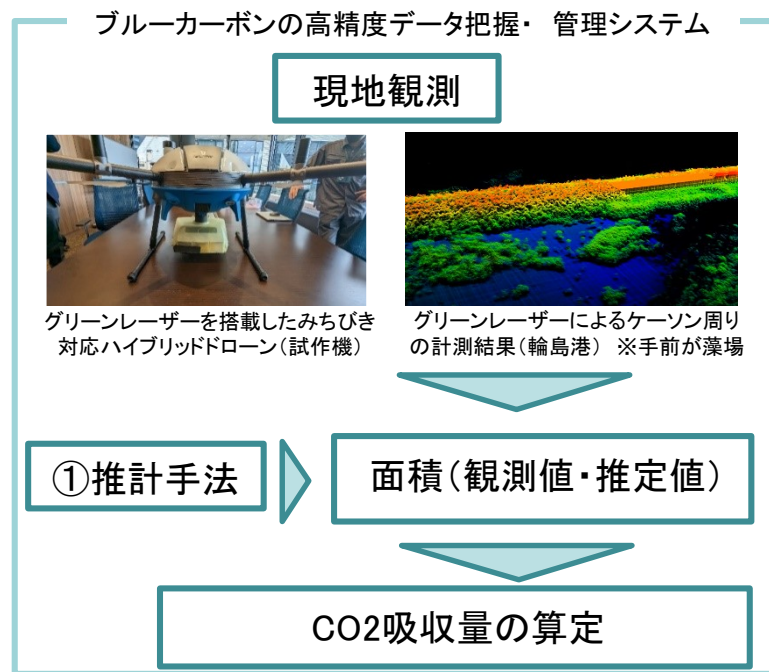 ブルーカーボンの高精度データ把握・ 管理システム
現地観測
グリーンレーザーを搭載したみちびき
対応ハイブリッドドローン（試作機）
グリーンレーザーによるケーソン周り
の計測結果（輪島港） ※手前が藻場
①推計手法
面積（観測値・推定値）
CO2吸収量の算定